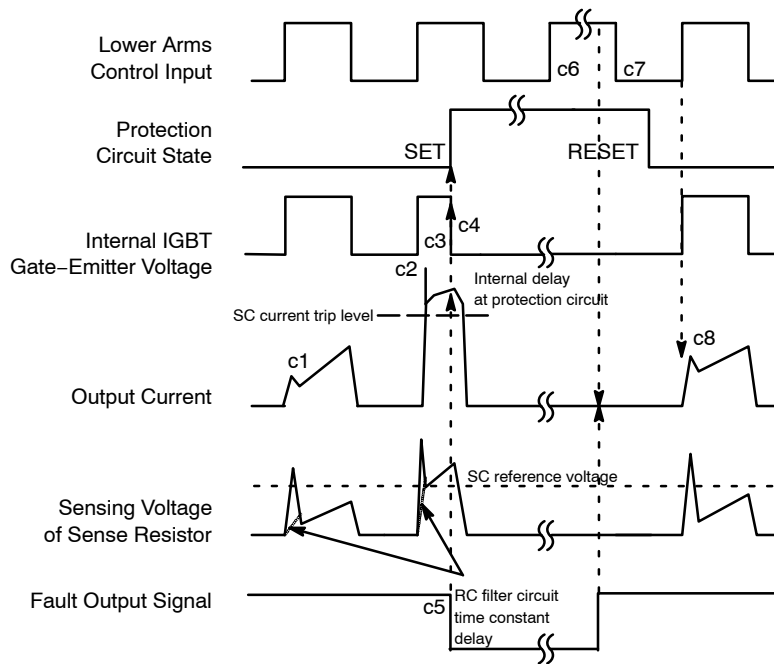 Lower Arms
Control Input
c6
c7
Protection
Circuit State
SET
RESET
Internal IGBT
Gate−Emitter Voltage
c3
c4
c2
Internal delay
at protection circuit
SC current trip level
c1
c8
Output Current
SC reference voltage
Sensing Voltage
of Sense Resistor
Fault Output Signal
c5
RC filter circuit
time constant
delay